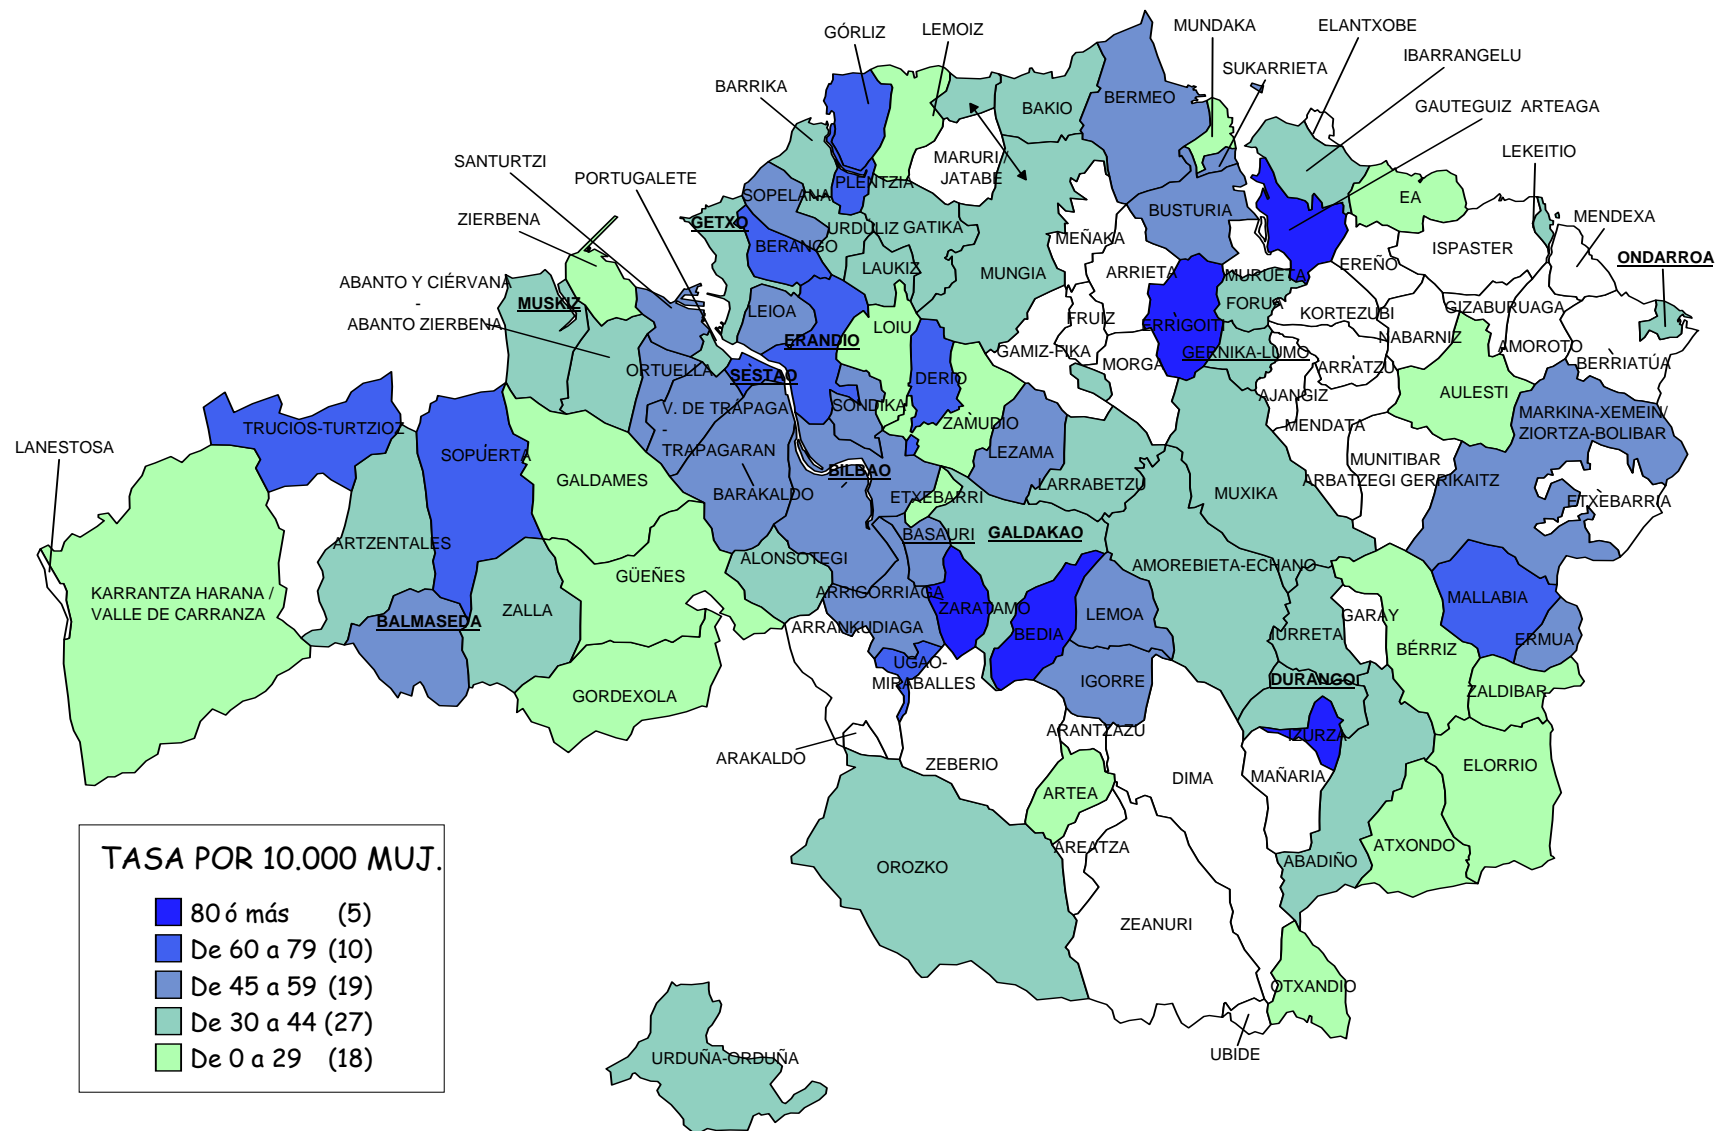 GÓRLIZ
LEMOIZ
MUNDAKA
ELANTXOBE
SUKARRIETA
IBARRANGELU
BARRIKA
BAKIO
BERMEO
GAUTEGUIZ ARTEAGA
SANTURTZI
PORTUGALETE
MARURI /
JATABE
LEKEITIO
ZIERBENA
SOPELANA
PLENTZIA
EA
MENDEXA
GETXO
URDULIZ
GATIKA
BUSTURIA
ISPASTER
ONDARROA
BERANGO
MEÑAKA
EREÑO
ABANTO Y CIÉRVANA
-
ABANTO ZIERBENA
LAUKIZ
MUNGIA
ARRIETA
MURUETA
MUSKIZ
LEIOA
FORUA
KORTEZUBI
GIZABURUAGA
LOIU
FRUIZ
ERRIGOITI
NABARNIZ
AMOROTO
ERANDIO
GAMIZ-FIKA
MORGA
GERNIKA-LUMO
ARRATZU
BERRIATÚA
ORTUELLA
SESTAO
DERIO
AJANGIZ
AULESTI
V. DE TRÁPAGA
-
TRAPAGARAN
SONDIKA
ZAMUDIO
MENDATA
MARKINA-XEMEIN/
ZIORTZA-BOLIBAR
TRUCIOS-TURTZIOZ
LANESTOSA
SOPUERTA
LEZAMA
MUNITIBAR
ARBATZEGI GERRIKAITZ
GALDAMES
BARAKALDO
BILBAO
ETXEBARRI
LARRABETZU
MUXIKA
ETXEBARRIA
ARTZENTALES
BASAURI
GALDAKAO
ALONSOTEGI
AMOREBIETA-ECHANO
GÜEÑES
KARRANTZA HARANA /
VALLE DE CARRANZA
ZALLA
ARRIGORRIAGA
ZARATAMO
LEMOA
GARAY
MALLABIA
BALMASEDA
ARRANKUDIAGA
BEDIA
IURRETA
BÉRRIZ
ERMUA
UGAO-
MIRABALLES
IGORRE
DURANGO
ZALDIBAR
GORDEXOLA
ARANTZAZU
IZURZA
ARAKALDO
ZEBERIO
DIMA
MAÑARIA
ELORRIO
ARTEA
AREATZA
ATXONDO
OROZKO
ABADIÑO
ZEANURI
OTXANDIO
UBIDE
URDUÑA-ORDUÑA
TASA POR 10.000 MUJ.
80 ó más (5)
De 60 a 79 (10)
De 45 a 59 (19)
De 30 a 44 (27)
De 0 a 29 (18)